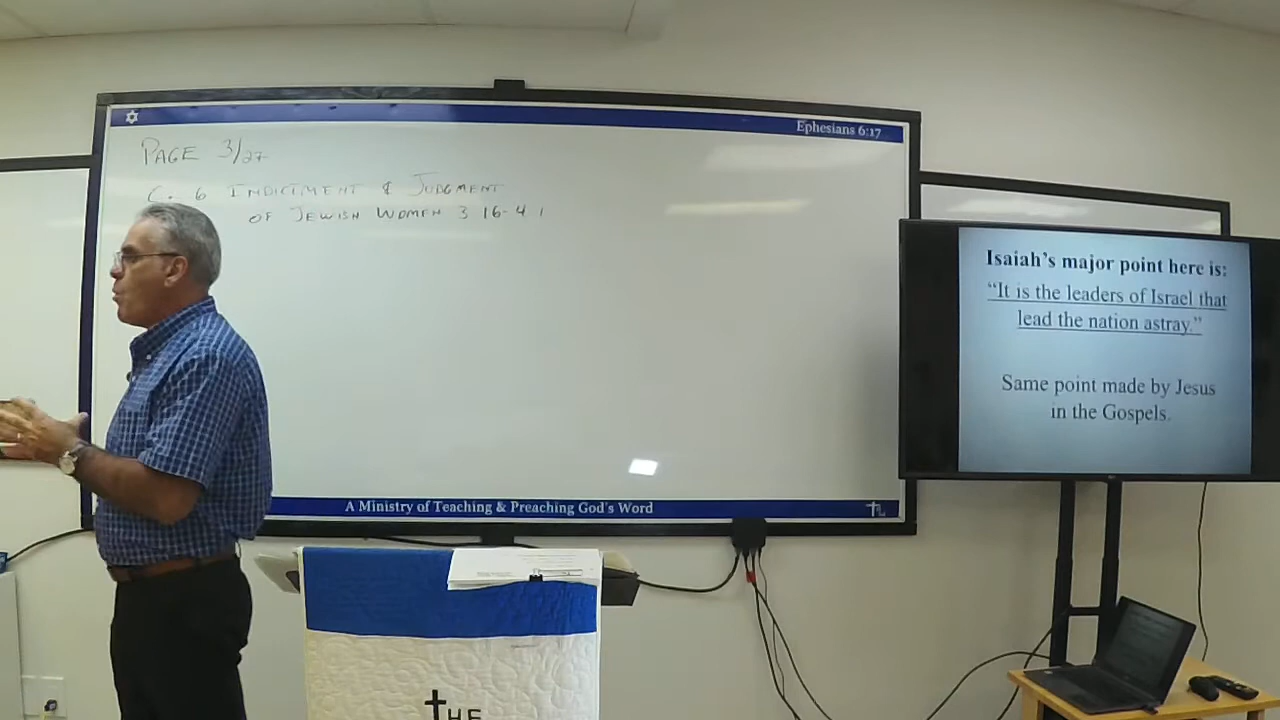 Ephesians 6:17
PAGE 3/27
C. 6 INDICTMENT & JUDGMENT
OF JEWISH WOMEN 3 16-4 1
Isaiah's major point here is:
“It is the leaders of Israel that
lead the nation astray.”
Same point made by Jesus
in the Gospels.
A Ministry of Teaching & Preaching God's Word
THE